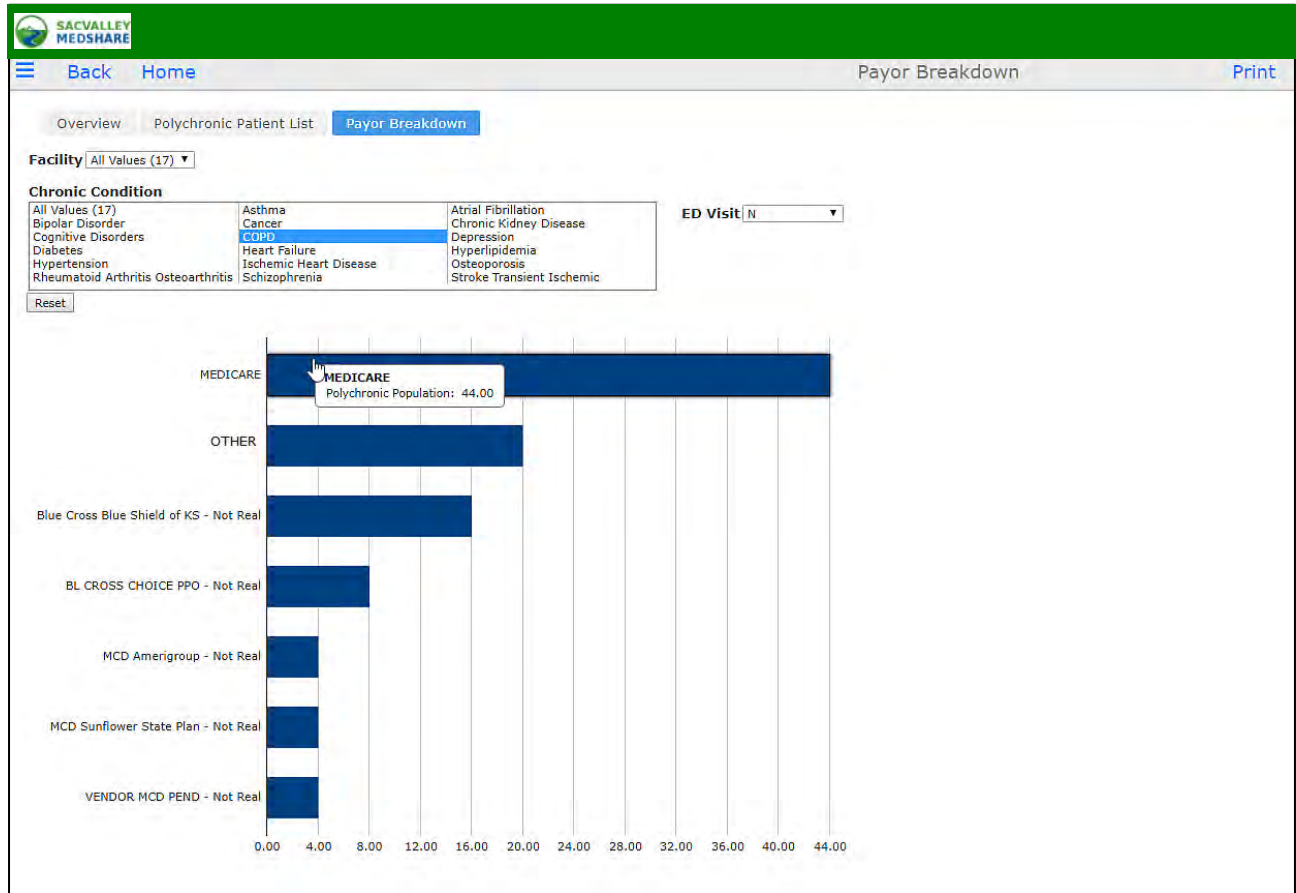 SACVALLEY
MEDSHARE
Back Home Payor Breakdown Print
Overview Polychronic Patient List Payor Breakdown
Facility All Values (17)
Chronic Condition
All Values (17) Asthma Atrial Fibrillation
Bipolar Disorder Cancer Chronic Kidney Disease
Cognitive Disorders COPD Depression
Diabetes Heart Failure Hyperlipidemia
Hypertension Ischemic Heart Disease Osteoporosis
Rheumatoid Arthritis Osteoarthritis Schizophrenia Stroke Transient Ischemic
ED Visit N
Reset
MEDICARE
MEDICARE
Polychronic Population: 44.00
OTHER
Blue Cross Blue Shield of KS - Not Real
BL CROSS CHOICE PPO - Not Real
MCD Amerigroup - Not Real
MCD Sunflower State Plan - Not Real
VENDOR MCD PEND - Not Real
0.00 4.00 8.00 12.00 16.00 20.00 24.00 28.00 32.00 36.00 40.00 44.00